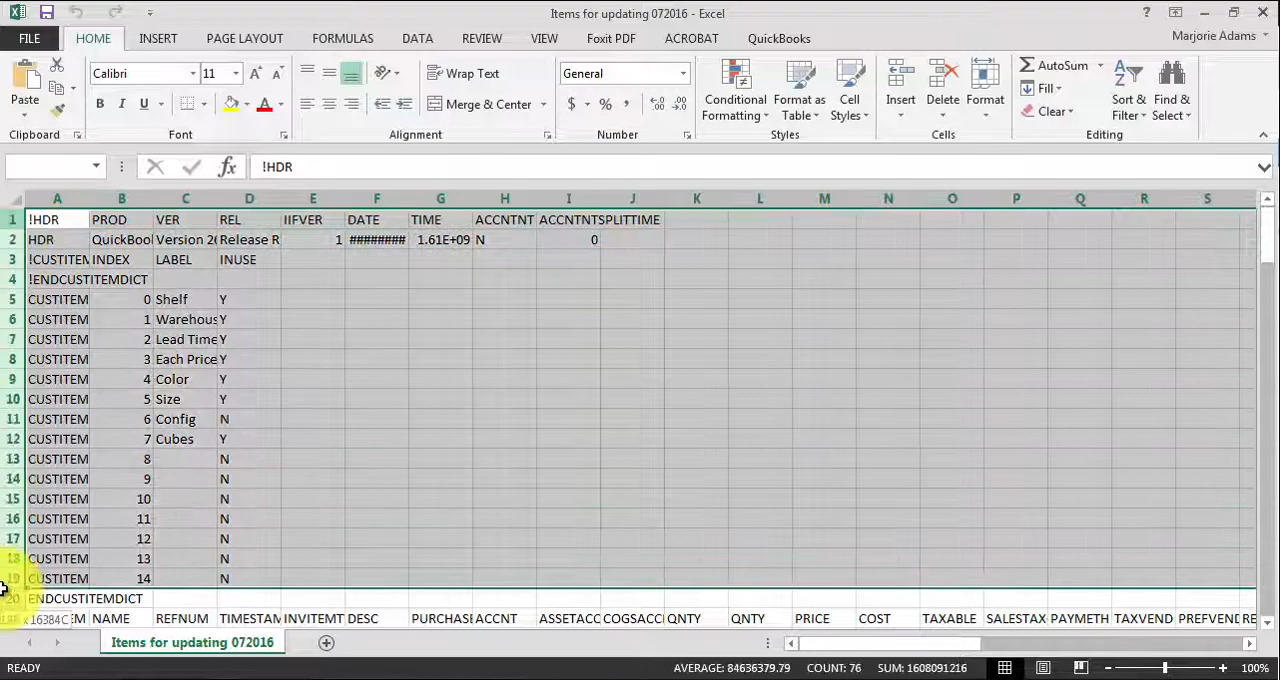 Items for updating 072016 - Excel
Marjorie Adams
FILE HOME INSERT PAGE LAYOUT FORMULAS DATA REVIEW VIEW Foxit PDF ACROBAT QuickBooks
Paste
Calibri 11
B I U A
Wrap Text
Merge & Center
General
$ % ,
Conditional Formatting
Format as Table
Cell Styles
Insert Delete Format
AutoSum
Fill
Clear
Sort & Filter
Find & Select
Clipboard Font Alignment Number Styles Cells Editing
fx !HDR
A B C D E F G H I J K L M N O P Q R S
1 !HDR PROD VER REL IIFVER DATE TIME ACCNTNT ACCNTNTSPLITTIME
2 HDR QuickBool Version 20 Release R 1 ######## 1.61E+09 N 0
3 !CUSTITEM INDEX LABEL INUSE
4 !ENDCUSTITEMDICT
5 CUSTITEM 0 Shelf Y
6 CUSTITEM 1 Warehous Y
7 CUSTITEM 2 Lead Time Y
8 CUSTITEM 3 Each Price Y
9 CUSTITEM 4 Color Y
10 CUSTITEM 5 Size Y
11 CUSTITEM 6 Config N
12 CUSTITEM 7 Cubes Y
13 CUSTITEM 8 N
14 CUSTITEM 9 N
15 CUSTITEM 10 N
16 CUSTITEM 11 N
17 CUSTITEM 12 N
18 CUSTITEM 13 N
19 CUSTITEM 14 N
20 ENDCUSTITEMDICT
NAME REFNUM TIMESTAM INVITEMT DESC PURCHASE ACCNT ASSETACC COGSACC QNTY QNTY PRICE COST TAXABLE SALESTAX PAYMETH TAXVEND PREFVEND RE
Items for updating 072016
READY AVERAGE: 84636379.79 COUNT: 76 SUM: 1608091216 100%